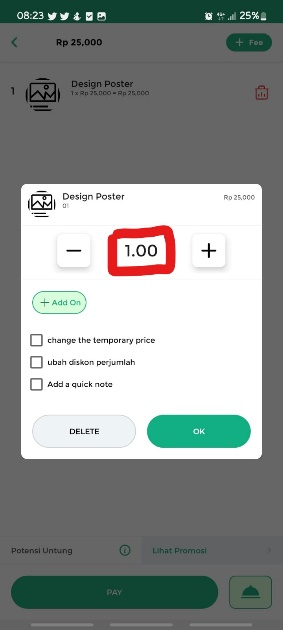 08:23
25%
Rp 25,000
+ Fee
1
Design Poster
1 x Rp 25,000 = Rp 25,000
Design Poster
01
Rp 25,000
1.00
+ Add On
change the temporary price
ubah diskon perjumlah
Add a quick note
DELETE
OK
Potensi Untung
Lihat Promosi
PAY